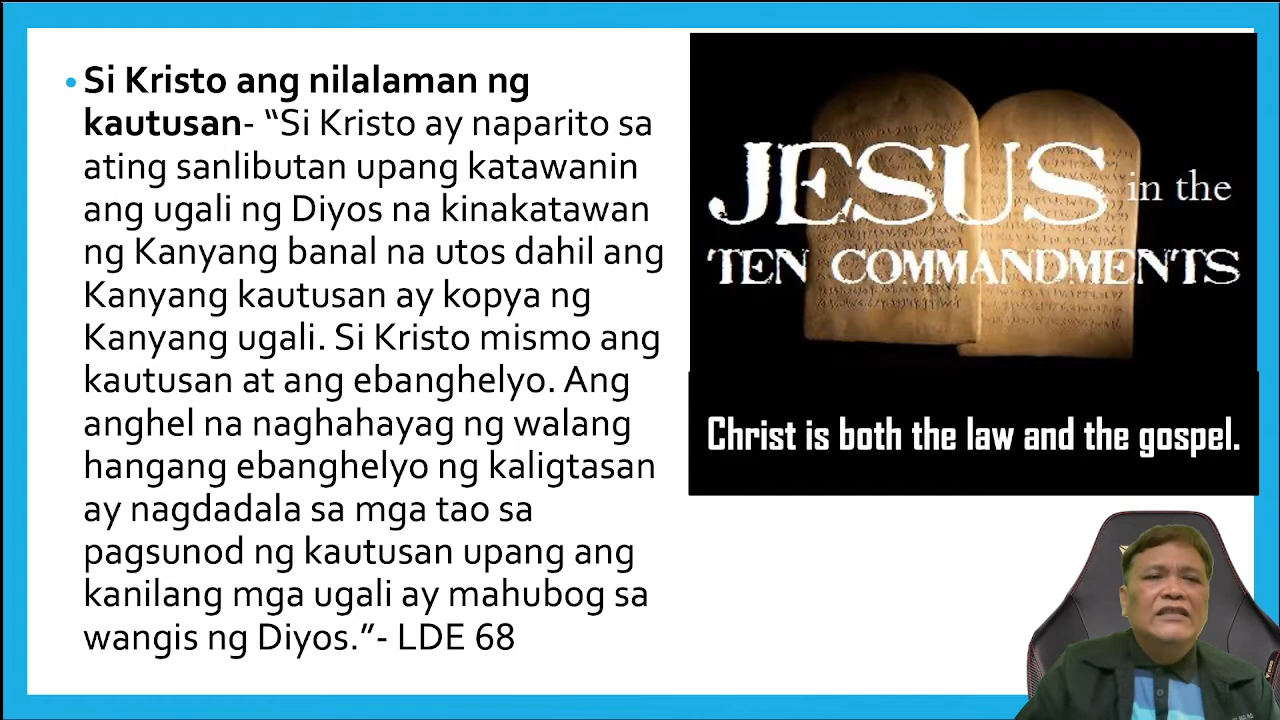 • Si Kristo ang nilalaman ng
kautusan- “Si Kristo ay naparito sa
ating sanlibutan upang katawanin
ang ugali ng Diyos na kinakatawan
ng Kanyang banal na utos dahil ang
Kanyang kautusan ay kopya ng
Kanyang ugali. Si Kristo mismo ang
kautusan at ang ebanghelyo. Ang
anghel na naghahayag ng walang
hangang ebanghelyo ng kaligtasan
ay nagdadala sa mga tao sa
pagsunod ng kautusan upang ang
kanilang mga ugali ay mahubog sa
wangis ng Diyos.”- LDE 68
JESUS in the
TEN COMMANDMENTS
Christ is both the law and the gospel.